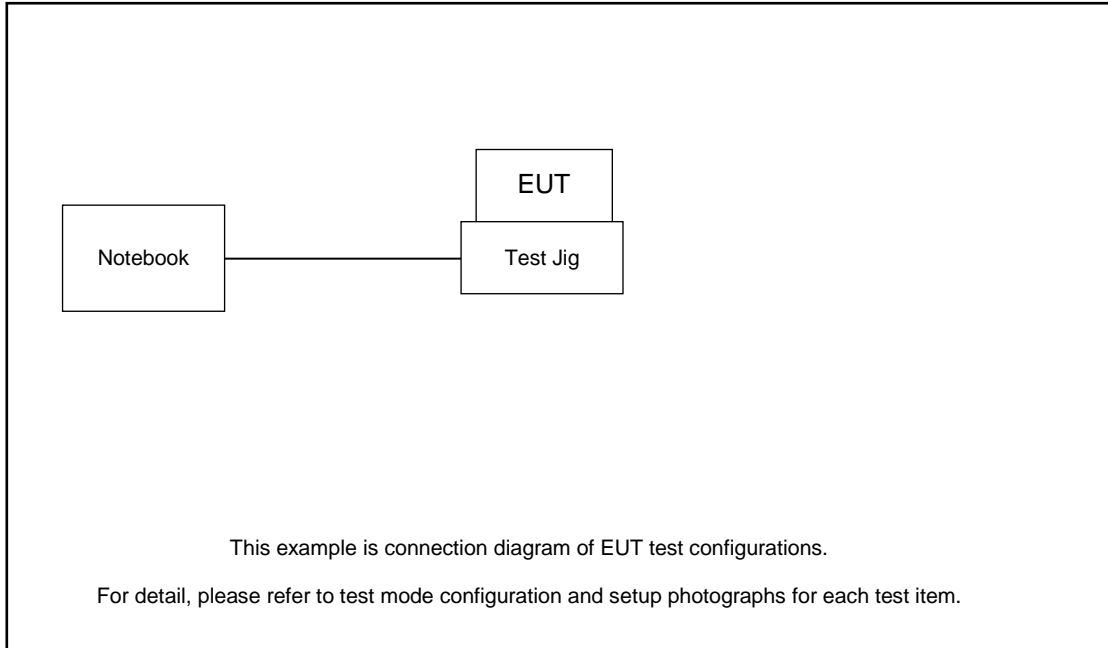 EUT
Notebook
Test Jig
This example is connection diagram of EUT test configurations.
For detail, please refer to test mode configuration and setup photographs for each test item.